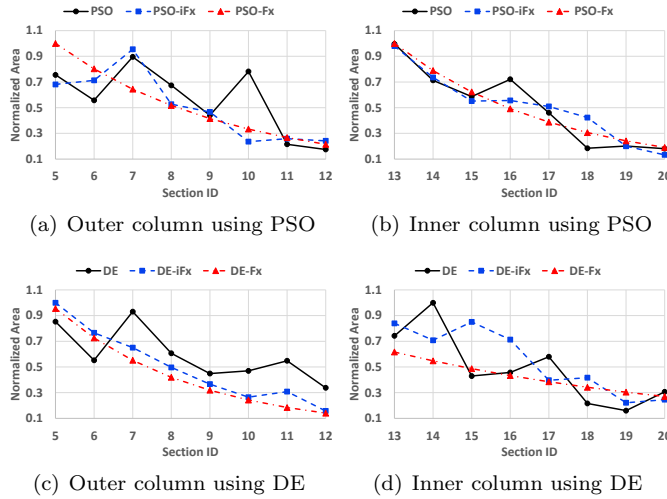 PSO PSO-iFx PSO-Fx
PSO PSO-iFx PSO-Fx
Normalized Area
1.1
0.9
0.7
0.5
0.3
0.1
5 6 7 8 9 10 11 12
Section ID
Normalized Area
1.1
0.9
0.7
0.5
0.3
0.1
13 14 15 16 17 18 19 20
Section ID
(a) Outer column using PSO
(b) Inner column using PSO
DE DE-iFx DE-Fx
DE DE-iFx DE-Fx
Normalized Area
1.1
0.9
0.7
0.5
0.3
0.1
5 6 7 8 9 10 11 12
Section ID
Normalized Area
1.1
0.9
0.7
0.5
0.3
0.1
13 14 15 16 17 18 19 20
Section ID
(c) Outer column using DE
(d) Inner column using DE